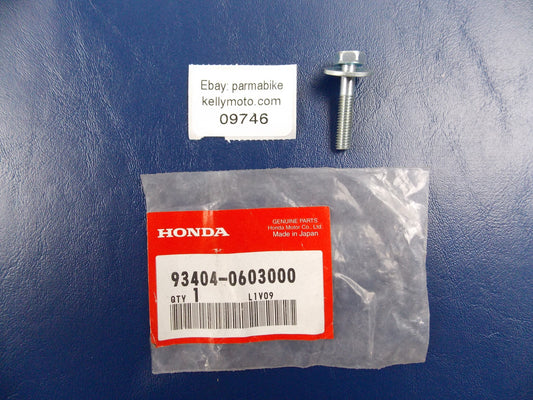 Ebay: parmabike
kellymoto.com
09746
HONDA
GENUINE PARTS
Honda Motor Co., Ltd.
Made in Japan
93404-0603000
QTY 1
L1V09